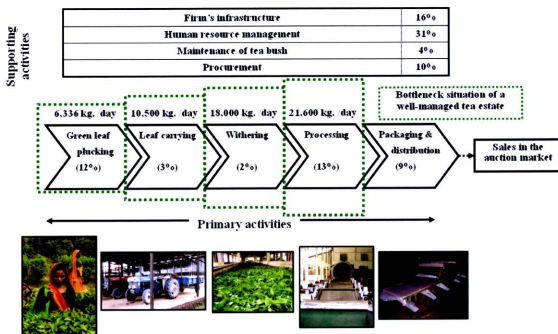 Supporting
activities
Firm's infrastructure 16%
Human resource management 31%
Maintenance of tea bush 4%
Procurement 10%
Bottleneck situation of a
well-managed tea estate
6.336 kg. /day
10.500 kg. /day
18.000 kg. /day
21.600 kg. /day
Green leaf
plucking
(12%)
Leaf carrying
(3%)
Withering
(2%)
Processing
(13%)
Packaging &
distribution
(9%)
Sales in the
auction market
Primary activities